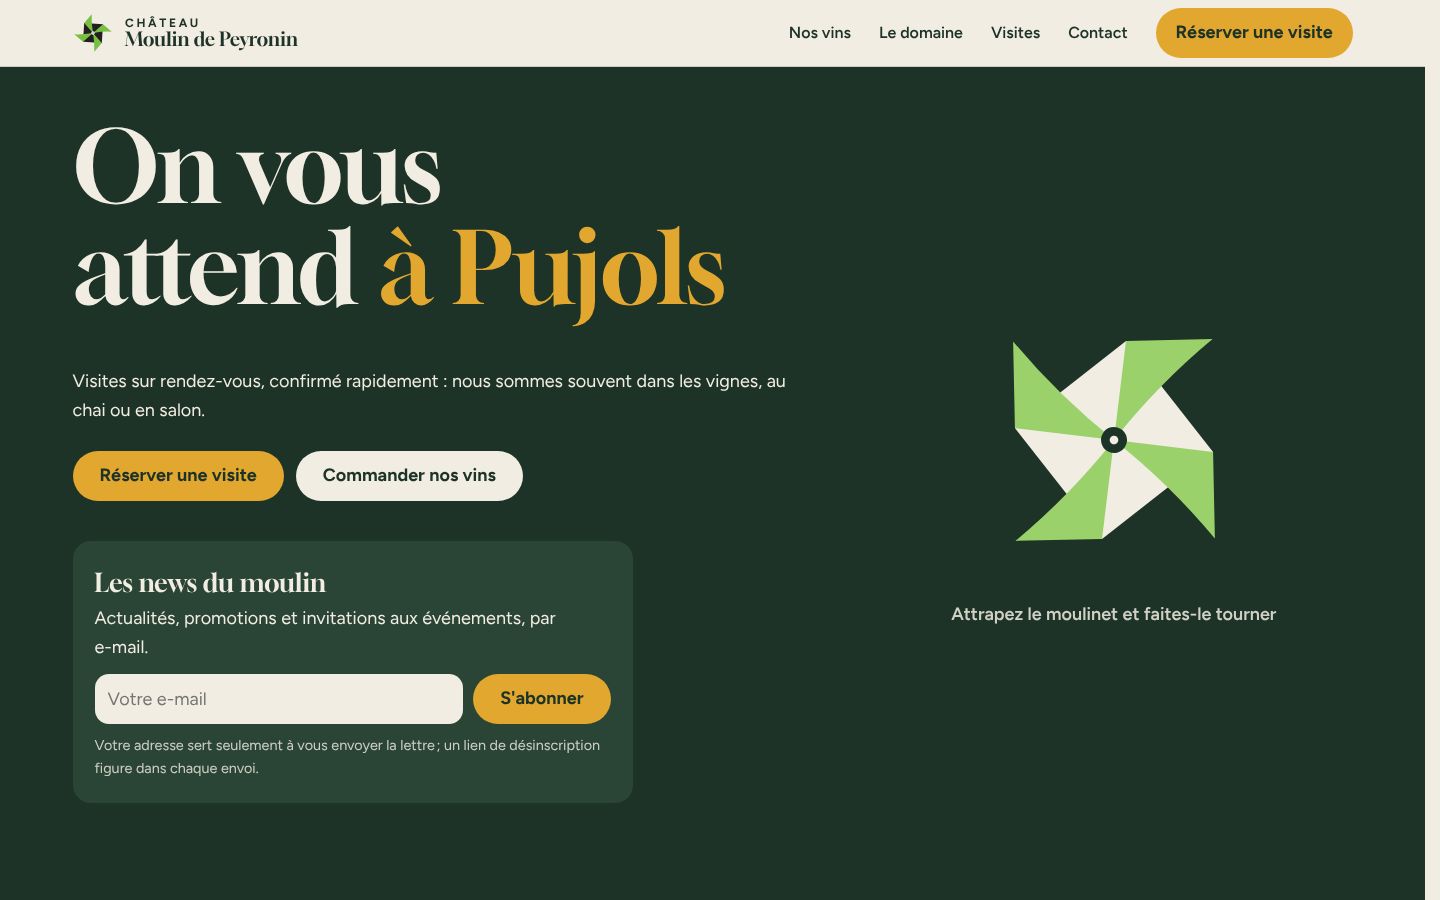 CHÂTEAU
Moulin de Peyronin
Nos vins
Le domaine
Visites
Contact
Réserver une visite
On vous
attend à Pujols
Visites sur rendez-vous, confirmé rapidement : nous sommes souvent dans les vignes, au
chai ou en salon.
Réserver une visite
Commander nos vins
Les news du moulin
Actualités, promotions et invitations aux événements, par
e-mail.
Votre e-mail
S'abonner
Votre adresse sert seulement à vous envoyer la lettre ; un lien de désinscription
figure dans chaque envoi.
Attrapez le moulinet et faites-le tourner